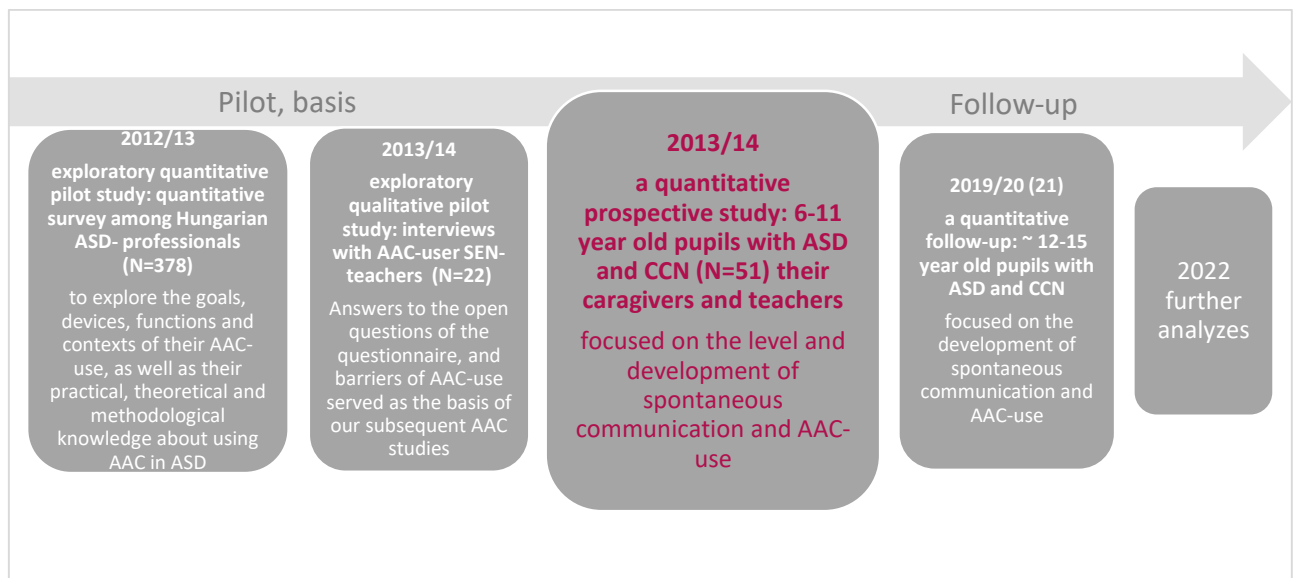 Pilot, basis
Follow-up
2012/13
exploratory quantitative
pilot study: quantitative
survey among Hungarian
ASD- professionals
(N=378)
to explore the goals,
devices, functions and
contexts of their AAC-
use, as well as their
practical, theoretical and
methodological
knowledge about using
AAC in ASD
2013/14
exploratory
qualitative pilot
study: interviews
with AAC-user SEN-
teachers (N=22)
Answers to the open
questions of the
questionnaire, and
barriers of AAC-use
served as the basis of
our subsequent AAC
studies
2013/14
a quantitative
prospective study: 6-11
year old pupils with ASD
and CCN (N=51) their
caragivers and teachers
focused on the level and
development of
spontaneous
communication and AAC-
use
2019/20 (21)
a quantitative
follow-up: ~ 12-15
year old pupils with
ASD and CCN
focused on the
development of
spontaneous
communication and
AAC-use
2022
further
analyzes